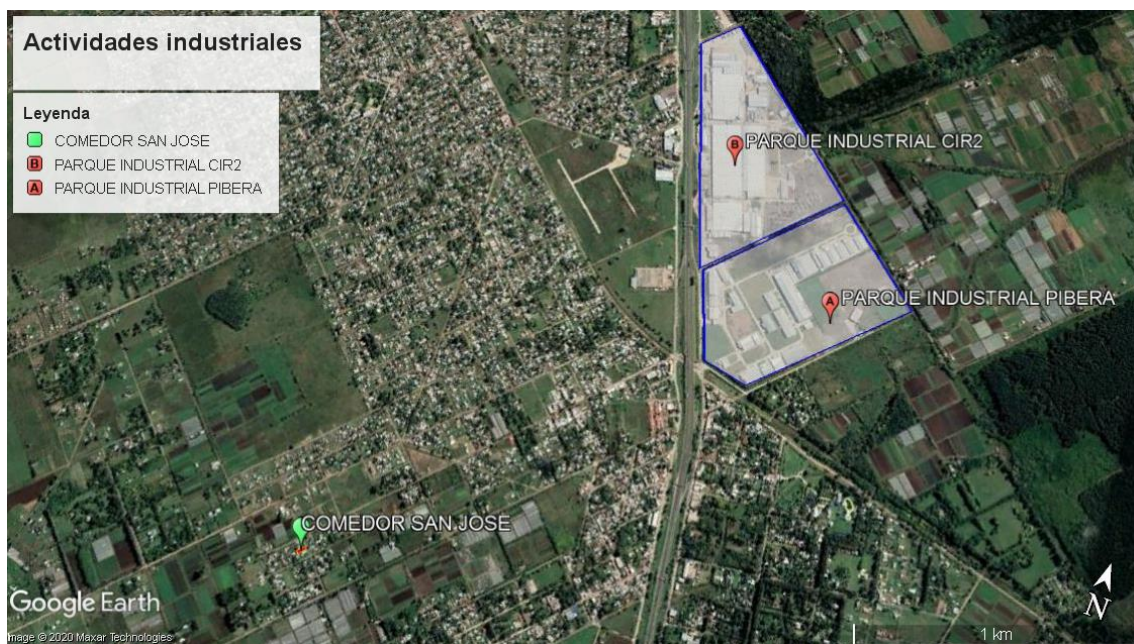 Actividades industriales
Leyenda
COMEDOR SAN JOSE
B PARQUE INDUSTRIAL CIR2
A PARQUE INDUSTRIAL PIBERA
B PARQUE INDUSTRIAL CIR2
A PARQUE INDUSTRIAL PIBERA
COMEDOR SAN JOSE
Google Earth
N
Image © 2020 Maxar Technologies
1 km